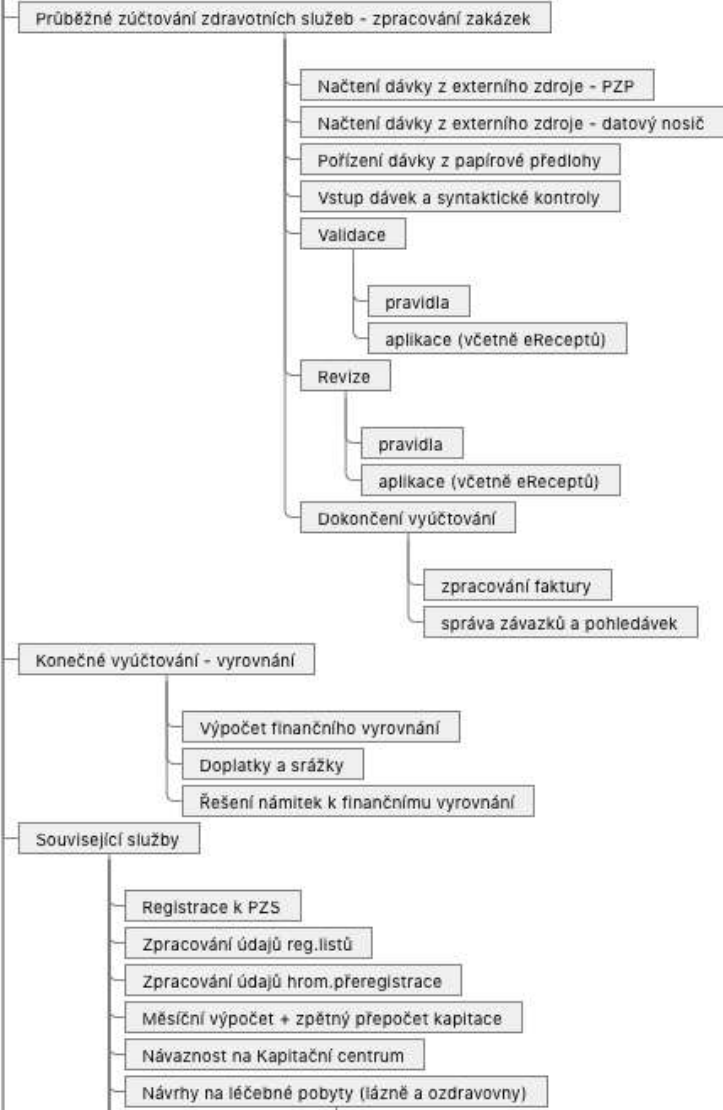 Průběžné zúčtování zdravotních služeb - zpracování zakázek
Načtení dávky z externího zdroje - PZP
Načtení dávky z externího zdroje - datový nosič
Pořízení dávky z papírové předlohy
Vstup dávek a syntaktické kontroly
Validace
pravidla
aplikace (včetně eReceptů)
Revize
pravidla
aplikace (včetně eReceptů)
Dokončení vyúčtování
zpracování faktury
správa závazků a pohledávek
Konečné vyúčtování - vyrovnání
Výpočet finančního vyrovnání
Doplatky a srážky
Řešení námitek k finančnímu vyrovnání
Související služby
Registrace k PZS
Zpracování údajů reg.listů
Zpracování údajů hrom.přeregistrace
Měsíční výpočet + zpětný přepočet kapitace
Návaznost na Kapitační centrum
Návrhy na léčebné pobyty (lázně a ozdravovny)